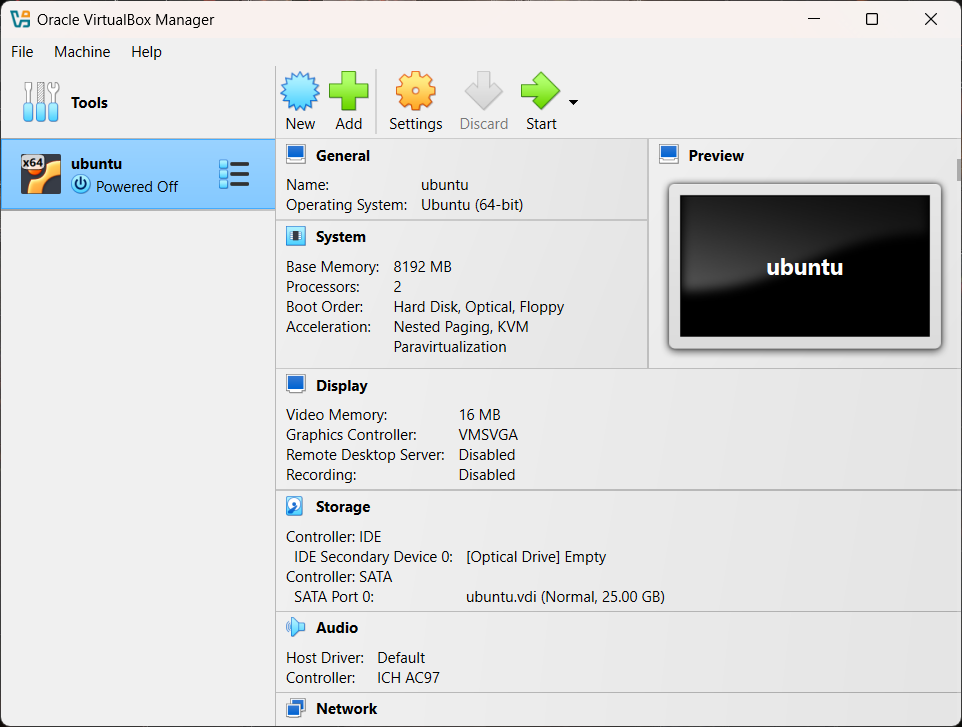 Oracle VirtualBox Manager
File Machine Help
Tools
New Add Settings Discard Start
x64
ubuntu
Powered Off
General
Name: ubuntu
Operating System: Ubuntu (64-bit)
Preview
ubuntu
System
Base Memory: 8192 MB
Processors: 2
Boot Order: Hard Disk, Optical, Floppy
Acceleration: Nested Paging, KVM
Paravirtualization
Display
Video Memory: 16 MB
Graphics Controller: VMSVGA
Remote Desktop Server: Disabled
Recording: Disabled
Storage
Controller: IDE
IDE Secondary Device 0: [Optical Drive] Empty
Controller: SATA
SATA Port 0: ubuntu.vdi (Normal, 25.00 GB)
Audio
Host Driver: Default
Controller: ICH AC97
Network